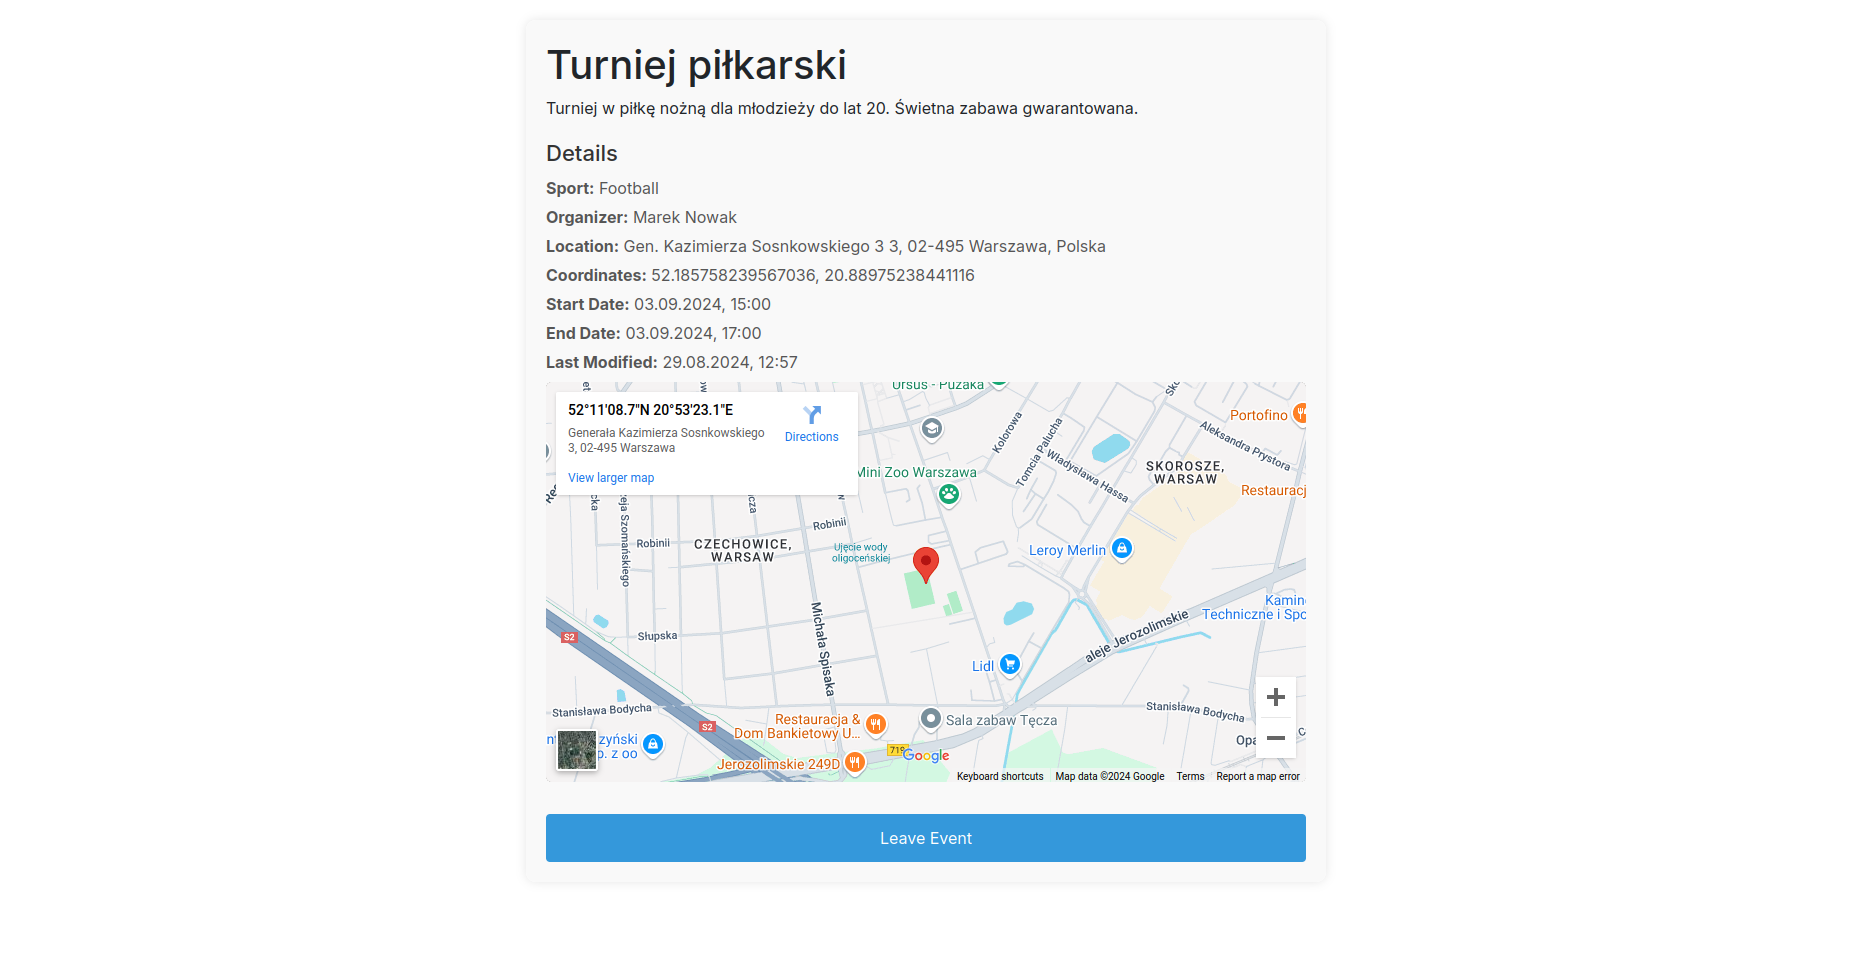 Turniej piłkarski
Turniej w piłkę nożną dla młodzieży do lat 20. Świetna zabawa gwarantowana.
Details
Sport: Football
Organizer: Marek Nowak
Location: Gen. Kazimierza Sosnkowskiego 3 3, 02-495 Warszawa, Polska
Coordinates: 52.185758239567036, 20.88975238441116
Start Date: 03.09.2024, 15:00
End Date: 03.09.2024, 17:00
Last Modified: 29.08.2024, 12:57
52°11'08.7"N 20°53'23.1"E
Generała Kazimierza Sosnkowskiego
3, 02-495 Warszawa
Directions
View larger map
Ursus - Puzaka
Portofino
Kolorowa
Tomcia Palucha
Aleksandra Prystora
Władysława Hassa
SKOROSZE,
WARSAW
Mini Zoo Warszawa
Restauracj
Robinii
Robinii
CZECHOWICE,
WARSAW
Ujęcie wody
oligoceńskiej
Leroy Merlin
eja Szomańskiego
Michała Spisaka
Kamin
Techniczne i Spo
S2
Słupska
aleje Jerozolimskie
Lidl
Stanisława Bodycha
Stanisława Bodycha
S2
Restauracja &
Dom Bankietowy U...
Sala zabaw Tęcza
Opa
zyński
p. z oo
719
Google
Jerozolimskie 249D
Keyboard shortcuts
Map data ©2024 Google
Terms
Report a map error
Leave Event